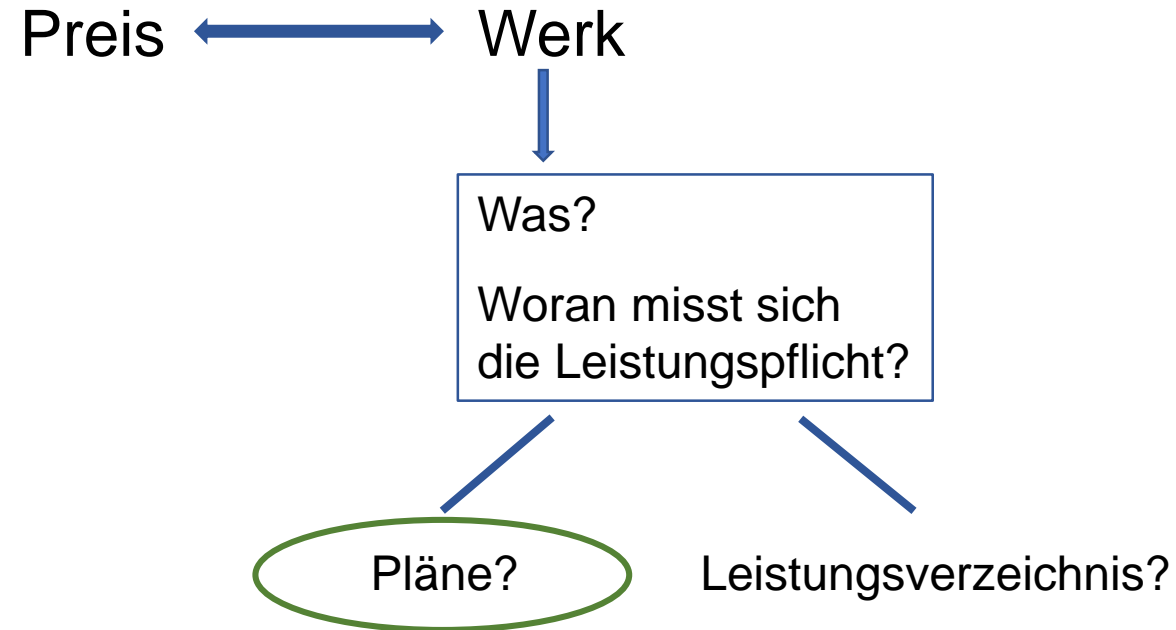 Preis Werk
Was?
Woran misst sich
die Leistungspflicht?
Pläne? Leistungsverzeichnis?